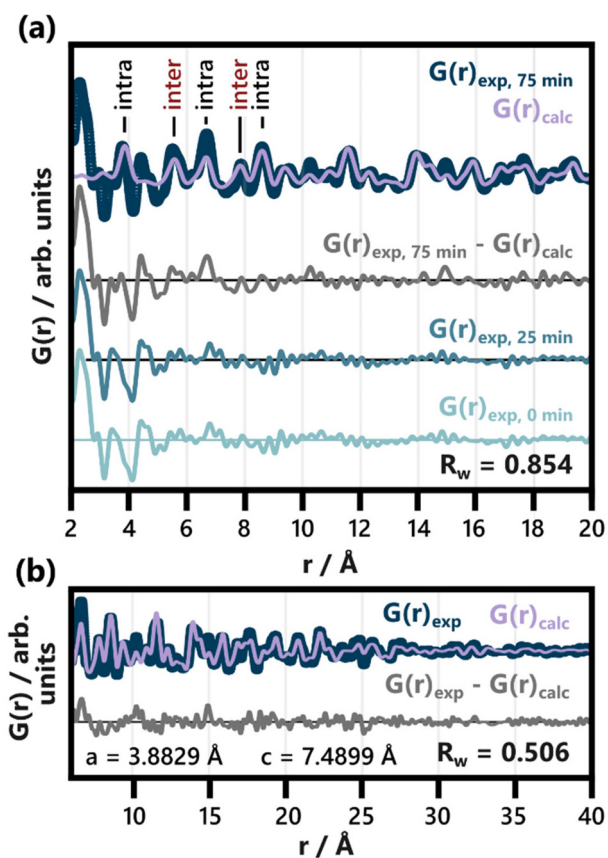 (a)
intra
inter
intra
inter
intra
G(r)exp, 75 min
G(r)calc
G(r)exp, 75 min - G(r)calc
G(r)exp, 25 min
G(r)exp, 0 min
Rw = 0.854
G(r) / arb. units
2 4 6 8 10 12 14 16 18 20
r / Å
(b)
G(r)exp G(r)calc
G(r)exp - G(r)calc
a = 3.8829 Å c = 7.4899 Å Rw = 0.506
G(r) / arb.
units
10 15 20 25 30 35 40
r / Å